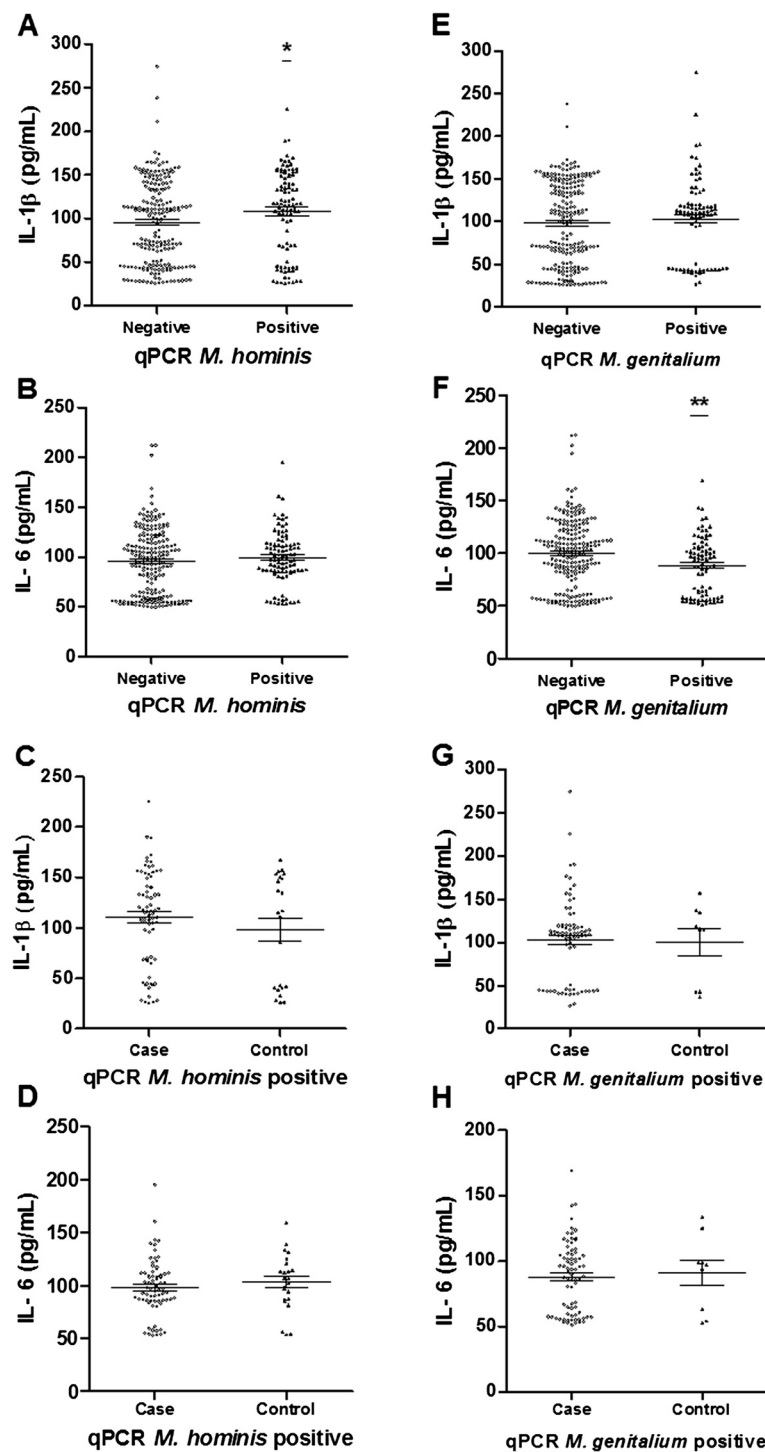 A
300
250
200
150
100
50
0
IL-1β (pg/mL)
*
Negative
Positive
qPCR M. hominis
E
300
250
200
150
100
50
0
IL-1β (pg/mL)
Negative
Positive
qPCR M. genitalium
B
250
200
150
100
50
0
IL- 6 (pg/mL)
Negative
Positive
qPCR M. hominis
F
250
200
150
100
50
0
IL- 6 (pg/mL)
**
Negative
Positive
qPCR M. genitalium
C
250
200
150
100
50
0
IL-1β (pg/mL)
Case
Control
qPCR M. hominis positive
G
300
250
200
150
100
50
0
IL-1β (pg/mL)
Case
Control
qPCR M. genitalium positive
D
250
200
150
100
50
0
IL- 6 (pg/mL)
Case
Control
qPCR M. hominis positive
H
200
150
100
50
0
IL- 6 (pg/mL)
Case
Control
qPCR M. genitalium positive